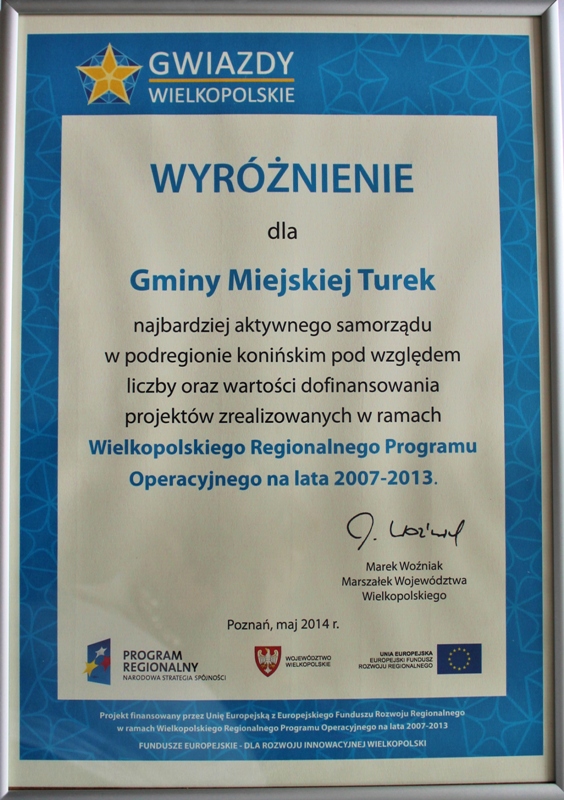 GWIAZDY
WIELKOPOLSKIE
WYRÓŻNIENIE
dla
Gminy Miejskiej Turek
najbardziej aktywnego samorządu
w podregionie konińskim pod względem
liczby oraz wartości dofinansowania
projektów zrealizowanych w ramach
Wielkopolskiego Regionalnego Programu
Operacyjnego na lata 2007-2013.
Marek Woźniak
Marszałek Województwa
Wielkopolskiego
Poznań, maj 2014 r.
PROGRAM
REGIONALNY
NARODOWA STRATEGIA SPÓJNOŚCI
WOJEWÓDZTWO
WIELKOPOLSKIE
UNIA EUROPEJSKA
EUROPEJSKI FUNDUSZ
ROZWOJU REGIONALNEGO
Projekt finansowany przez Unię Europejską z Europejskiego Funduszu Rozwoju Regionalnego
w ramach Wielkopolskiego Regionalnego Programu Operacyjnego na lata 2007-2013
FUNDUSZE EUROPEJSKIE - DLA ROZWOJU INNOWACYJNEJ WIELKOPOLSKI